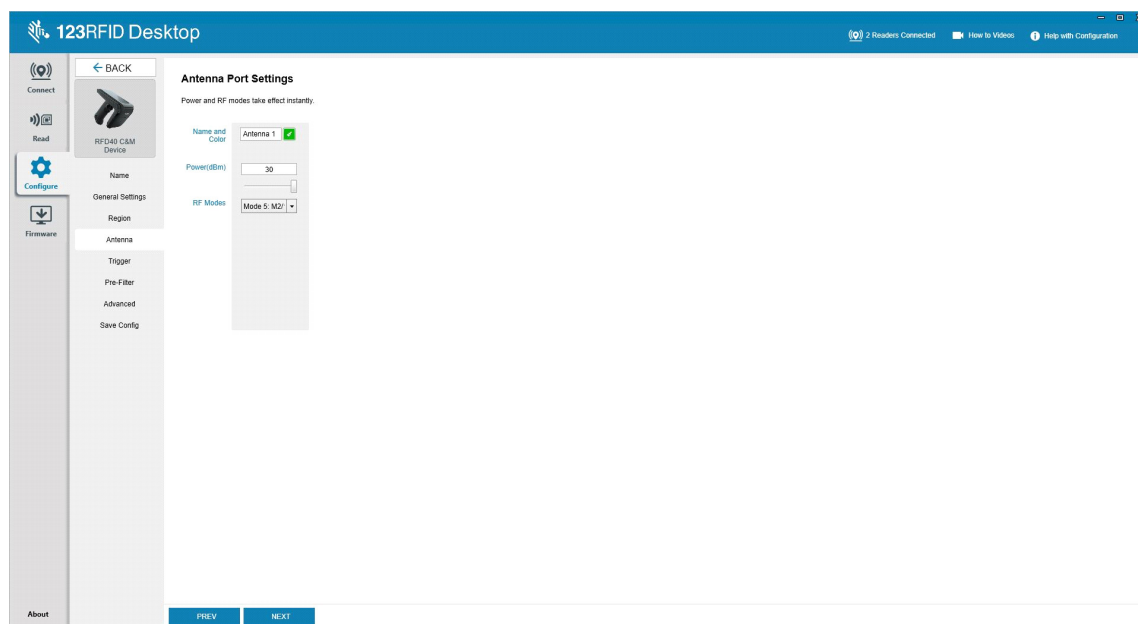 123RFID Desktop
2 Readers Connected
How to Videos
Help with Configuration
Connect
Read
Configure
Firmware
About
BACK
RFD40 C&M
Device
Name
General Settings
Region
Antenna
Trigger
Pre-Filter
Advanced
Save Config
Antenna Port Settings
Power and RF modes take effect instantly.
Name and
Color
Antenna 1
Power(dBm)
30
RF Modes
Mode 5: M2/
PREV
NEXT